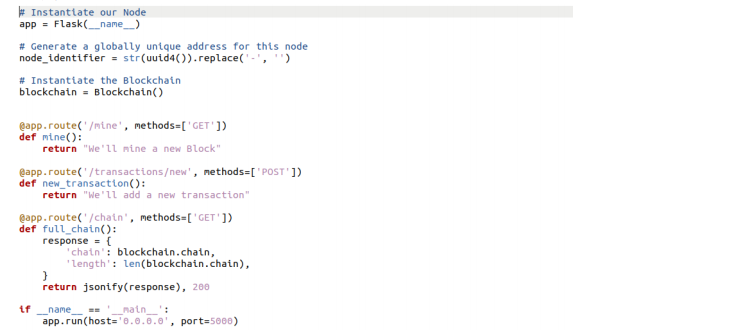 # Instantiate our Node
app = Flask(__name__)
# Generate a globally unique address for this node
node_identifier = str(uuid4()).replace('-', '')
# Instantiate the Blockchain
blockchain = Blockchain()
@app.route('/mine', methods=['GET'])
def mine():
    return "We'll mine a new Block"
@app.route('/transactions/new', methods=['POST'])
def new_transaction():
    return "We'll add a new transaction"
@app.route('/chain', methods=['GET'])
def full_chain():
    response = {
        'chain': blockchain.chain,
        'length': len(blockchain.chain),
    }
    return jsonify(response), 200
if __name__ == '__main__':
    app.run(host='0.0.0.0', port=5000)